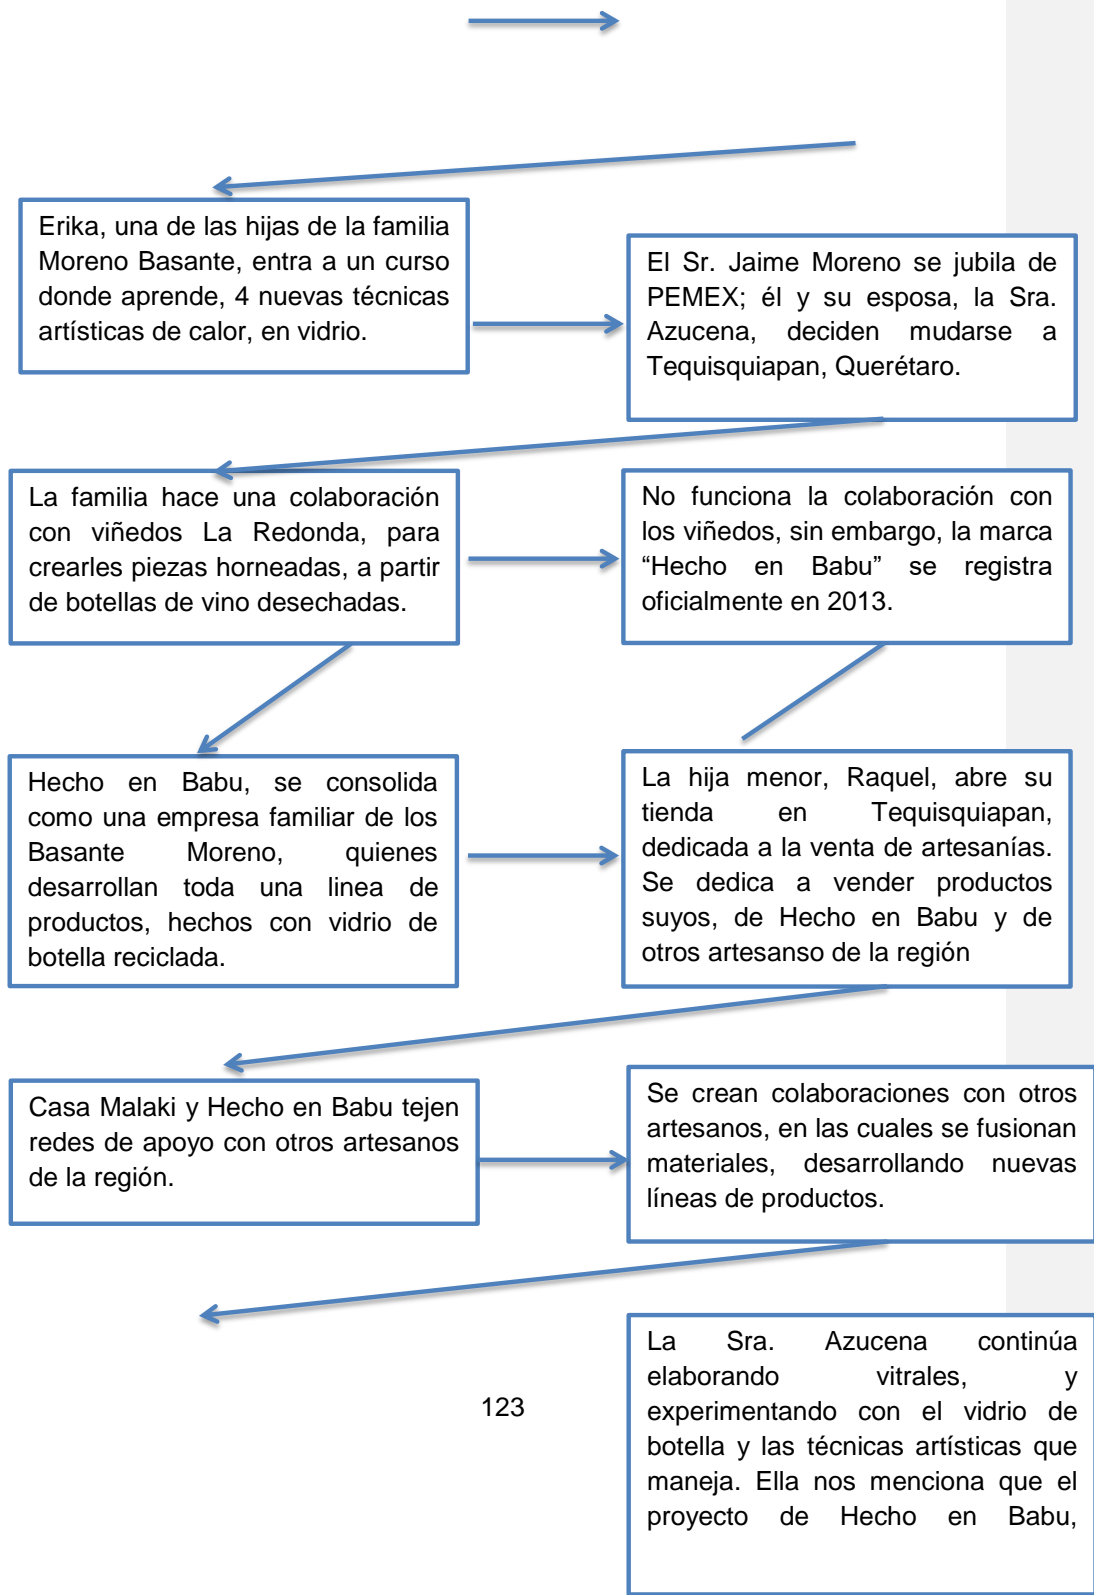 Erika, una de las hijas de la familia
Moreno Basante, entra a un curso
donde aprende, 4 nuevas técnicas
artísticas de calor, en vidrio.
El Sr. Jaime Moreno se jubila de
PEMEX; él y su esposa, la Sra.
Azucena, deciden mudarse a
Tequisquiapan, Querétaro.
La familia hace una colaboración
con viñedos La Redonda, para
crearles piezas horneadas, a partir
de botellas de vino desechadas.
No funciona la colaboración con
los viñedos, sin embargo, la marca
“Hecho en Babu” se registra
oficialmente en 2013.
Hecho en Babu, se consolida
como una empresa familiar de los
Basante Moreno, quienes
desarrollan toda una linea de
productos, hechos con vidrio de
botella reciclada.
La hija menor, Raquel, abre su
tienda en Tequisquiapan,
dedicada a la venta de artesanías.
Se dedica a vender productos
suyos, de Hecho en Babu y de
otros artesanso de la región
Casa Malaki y Hecho en Babu tejen
redes de apoyo con otros artesanos
de la región.
Se crean colaboraciones con otros
artesanos, en las cuales se fusionan
materiales, desarrollando nuevas
líneas de productos.
La Sra. Azucena continúa
elaborando vitrales, y
experimentando con el vidrio de
botella y las técnicas artísticas que
maneja. Ella nos menciona que el
proyecto de Hecho en Babu,
123